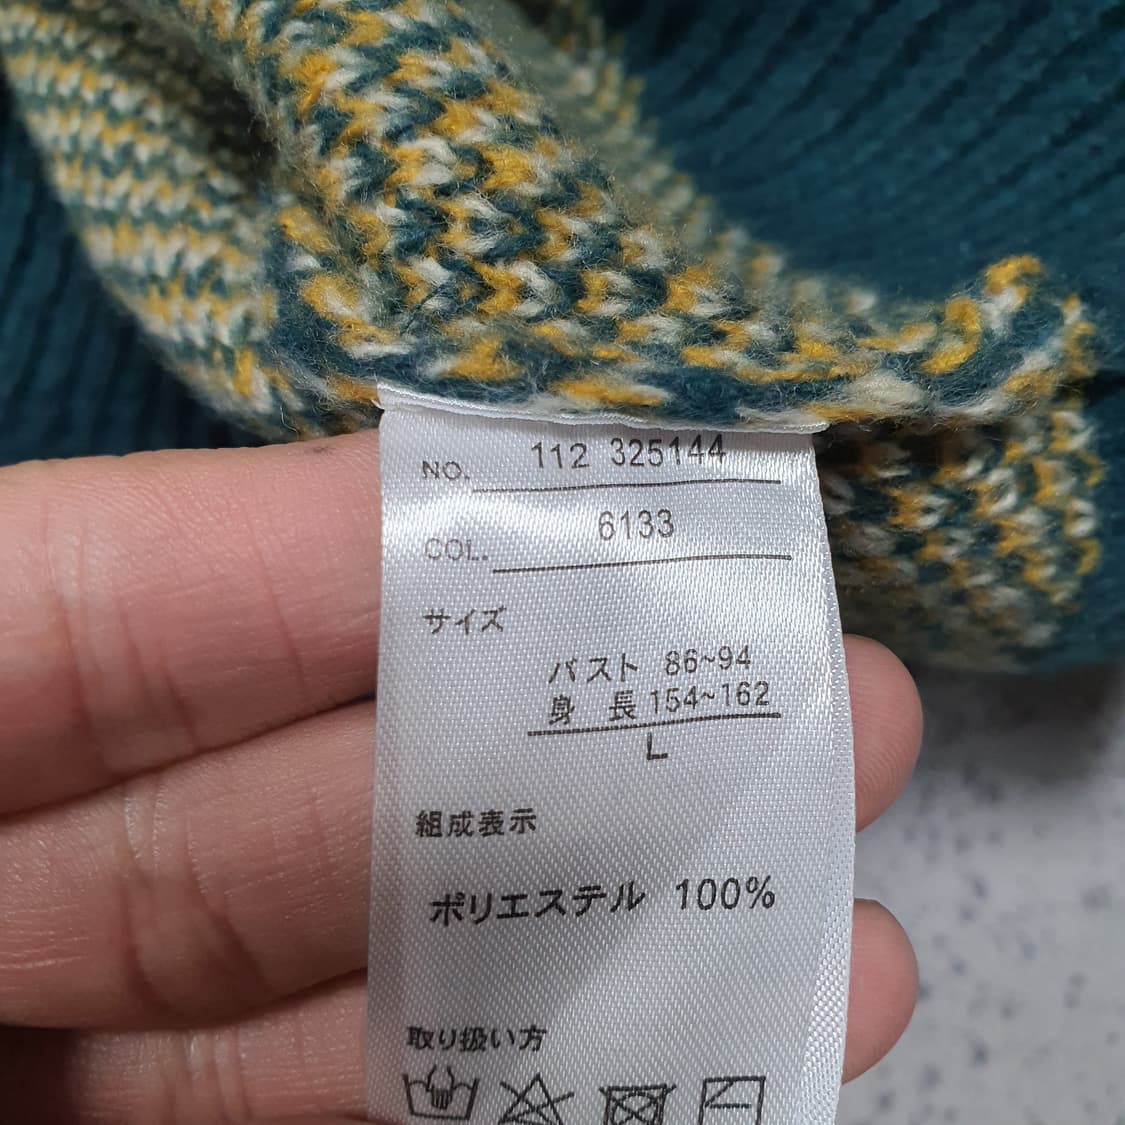 NO. 112 325144
COL. 6133
サイズ
バスト 86~94
身 長 154~162
L
組成表示
ポリエステル 100%
取り扱い方